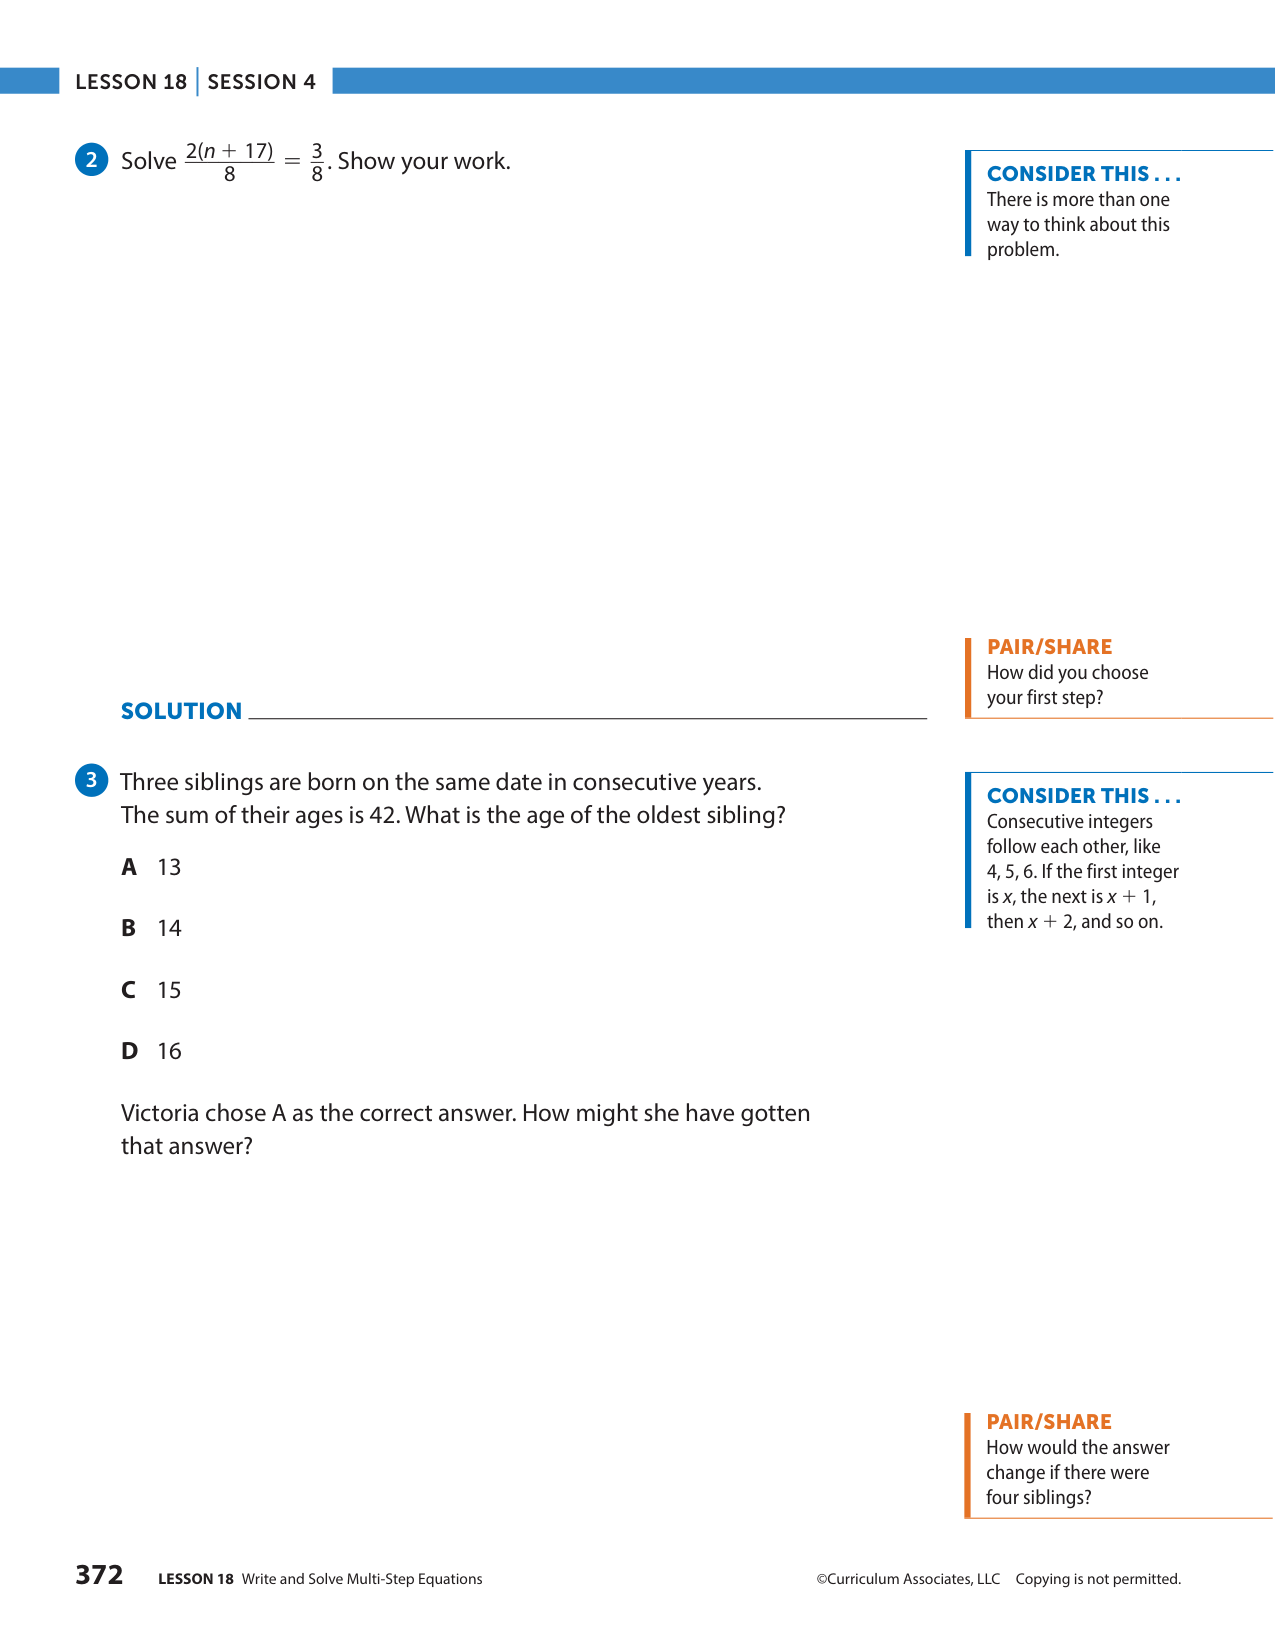 LESSON 18 | SESSION 4
2 Solve 2(n + 17)/8 = 3/8. Show your work.
CONSIDER THIS . . .
There is more than one
way to think about this
problem.
PAIR/SHARE
How did you choose
your first step?
SOLUTION
3 Three siblings are born on the same date in consecutive years.
The sum of their ages is 42. What is the age of the oldest sibling?
A 13
B 14
C 15
D 16
Victoria chose A as the correct answer. How might she have gotten
that answer?
CONSIDER THIS . . .
Consecutive integers
follow each other, like
4, 5, 6. If the first integer
is x, the next is x + 1,
then x + 2, and so on.
PAIR/SHARE
How would the answer
change if there were
four siblings?
372 LESSON 18 Write and Solve Multi-Step Equations
©Curriculum Associates, LLC Copying is not permitted.